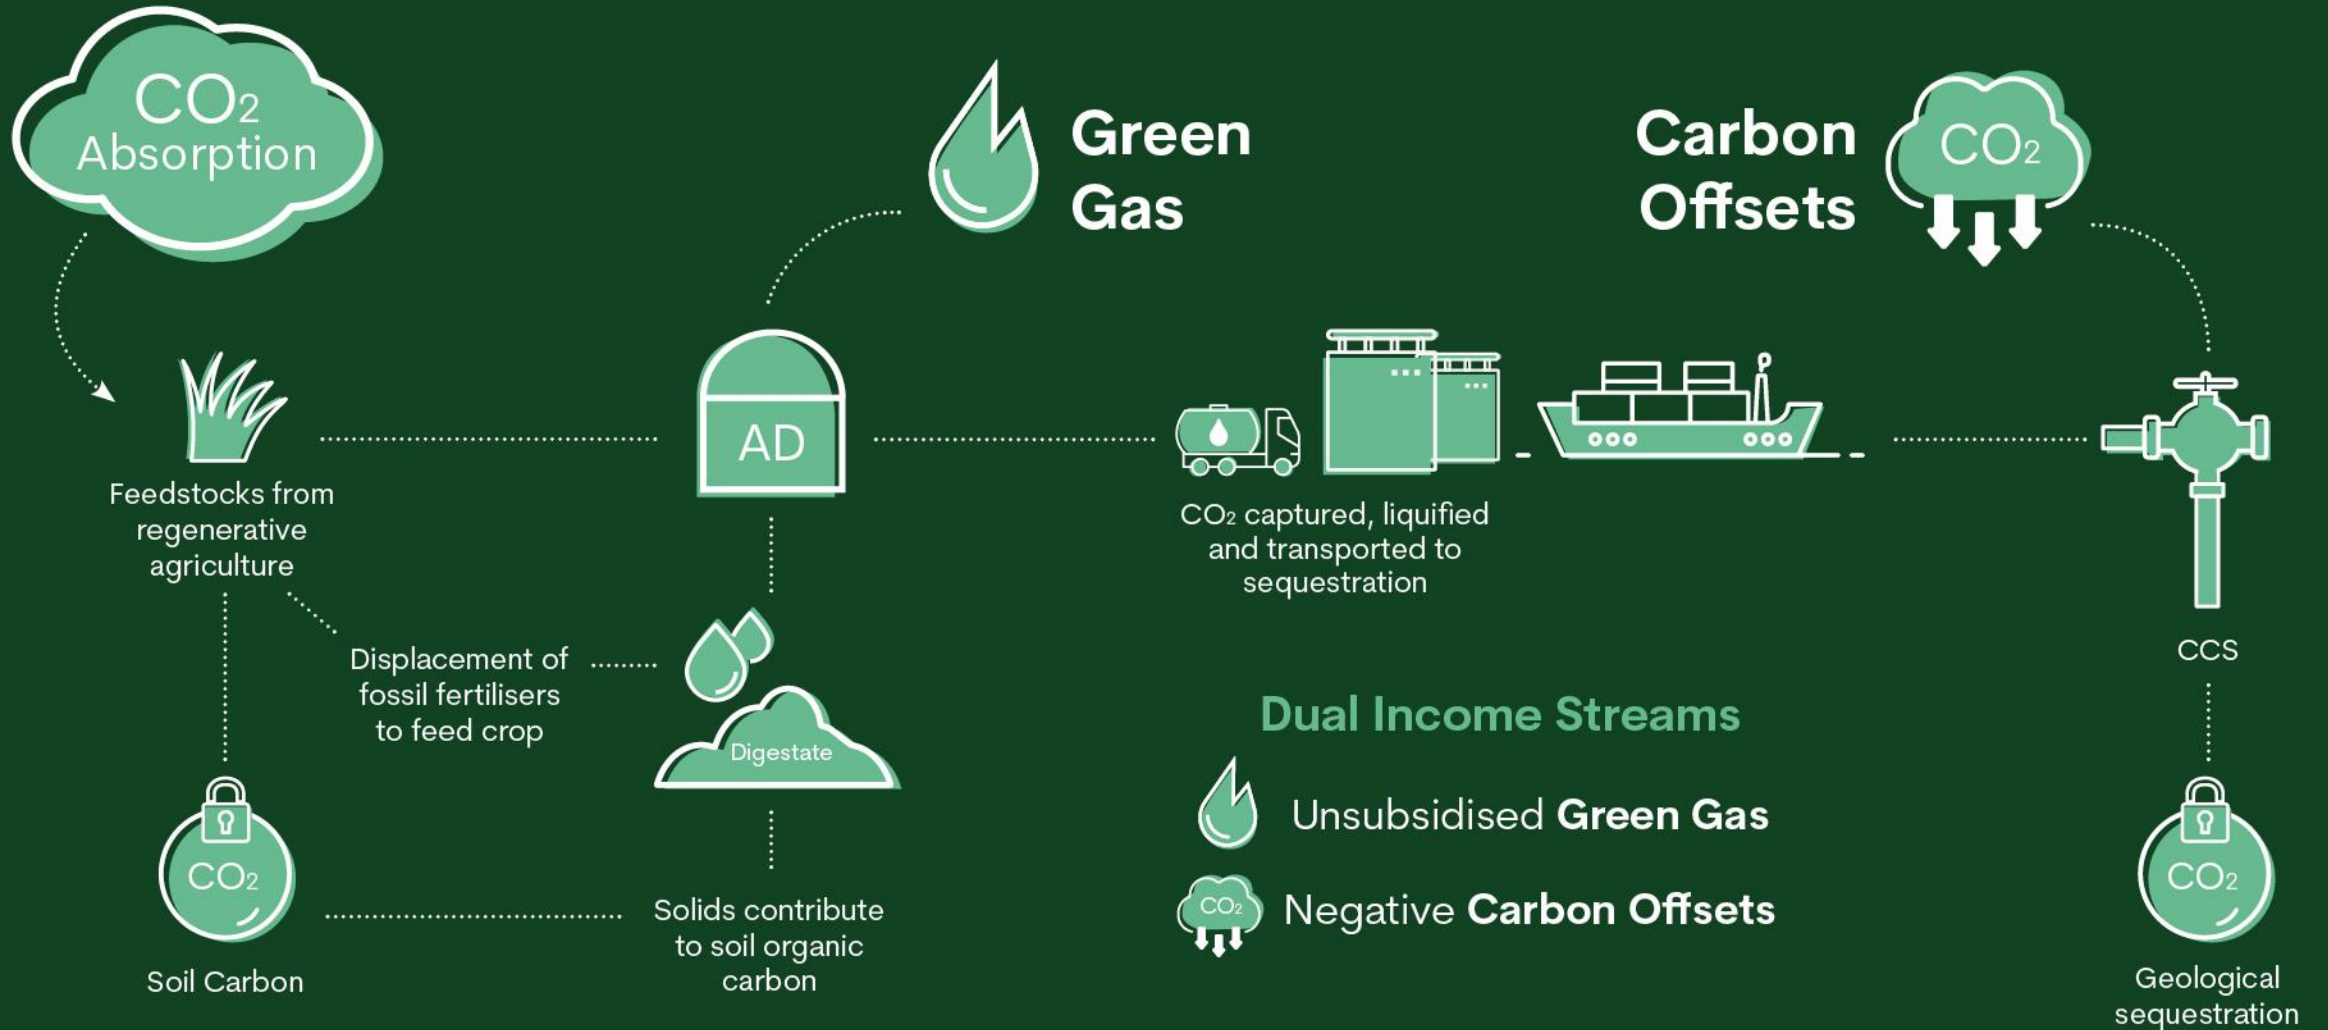 CO₂
Absorption
Green
Gas
Carbon
Offsets
CO₂
AD
Feedstocks from
regenerative
agriculture
CO₂ captured, liquified
and transported to
sequestration
Displacement of
fossil fertilisers
to feed crop
Digestate
CCS
Dual Income Streams
Unsubsidised Green Gas
CO₂
Negative Carbon Offsets
CO₂
Soil Carbon
Solids contribute
to soil organic
carbon
CO₂
Geological
sequestration